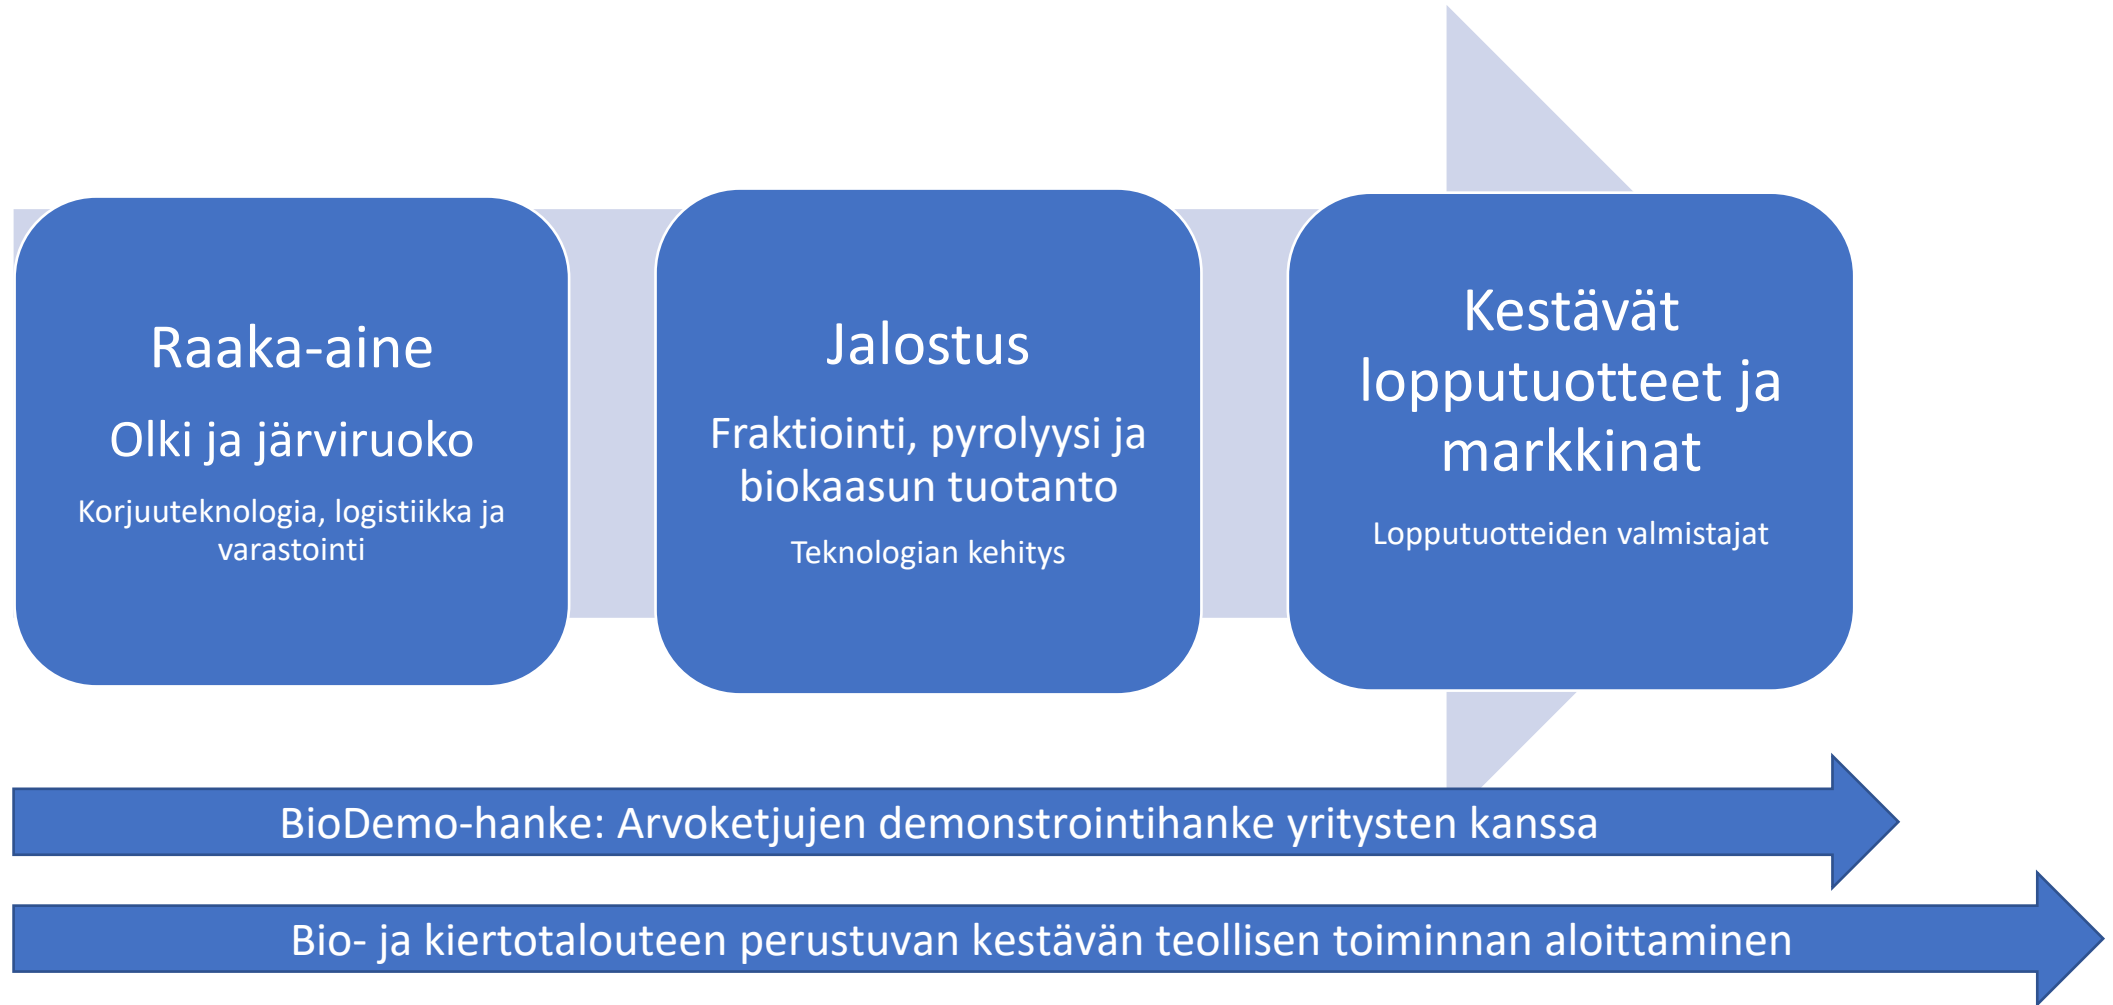 Raaka-aine
Olki ja järviruoko
Korjuuteknologia, logistiikka ja
varastointi
Jalostus
Fraktiointi, pyrolyysi ja
biokaasun tuotanto
Teknologian kehitys
Kestävät
lopputuotteet ja
markkinat
Lopputuotteiden valmistajat
BioDemo-hanke: Arvoketjujen demonstrointihanke yritysten kanssa
Bio- ja kiertotalouteen perustuvan kestävän teollisen toiminnan aloittaminen